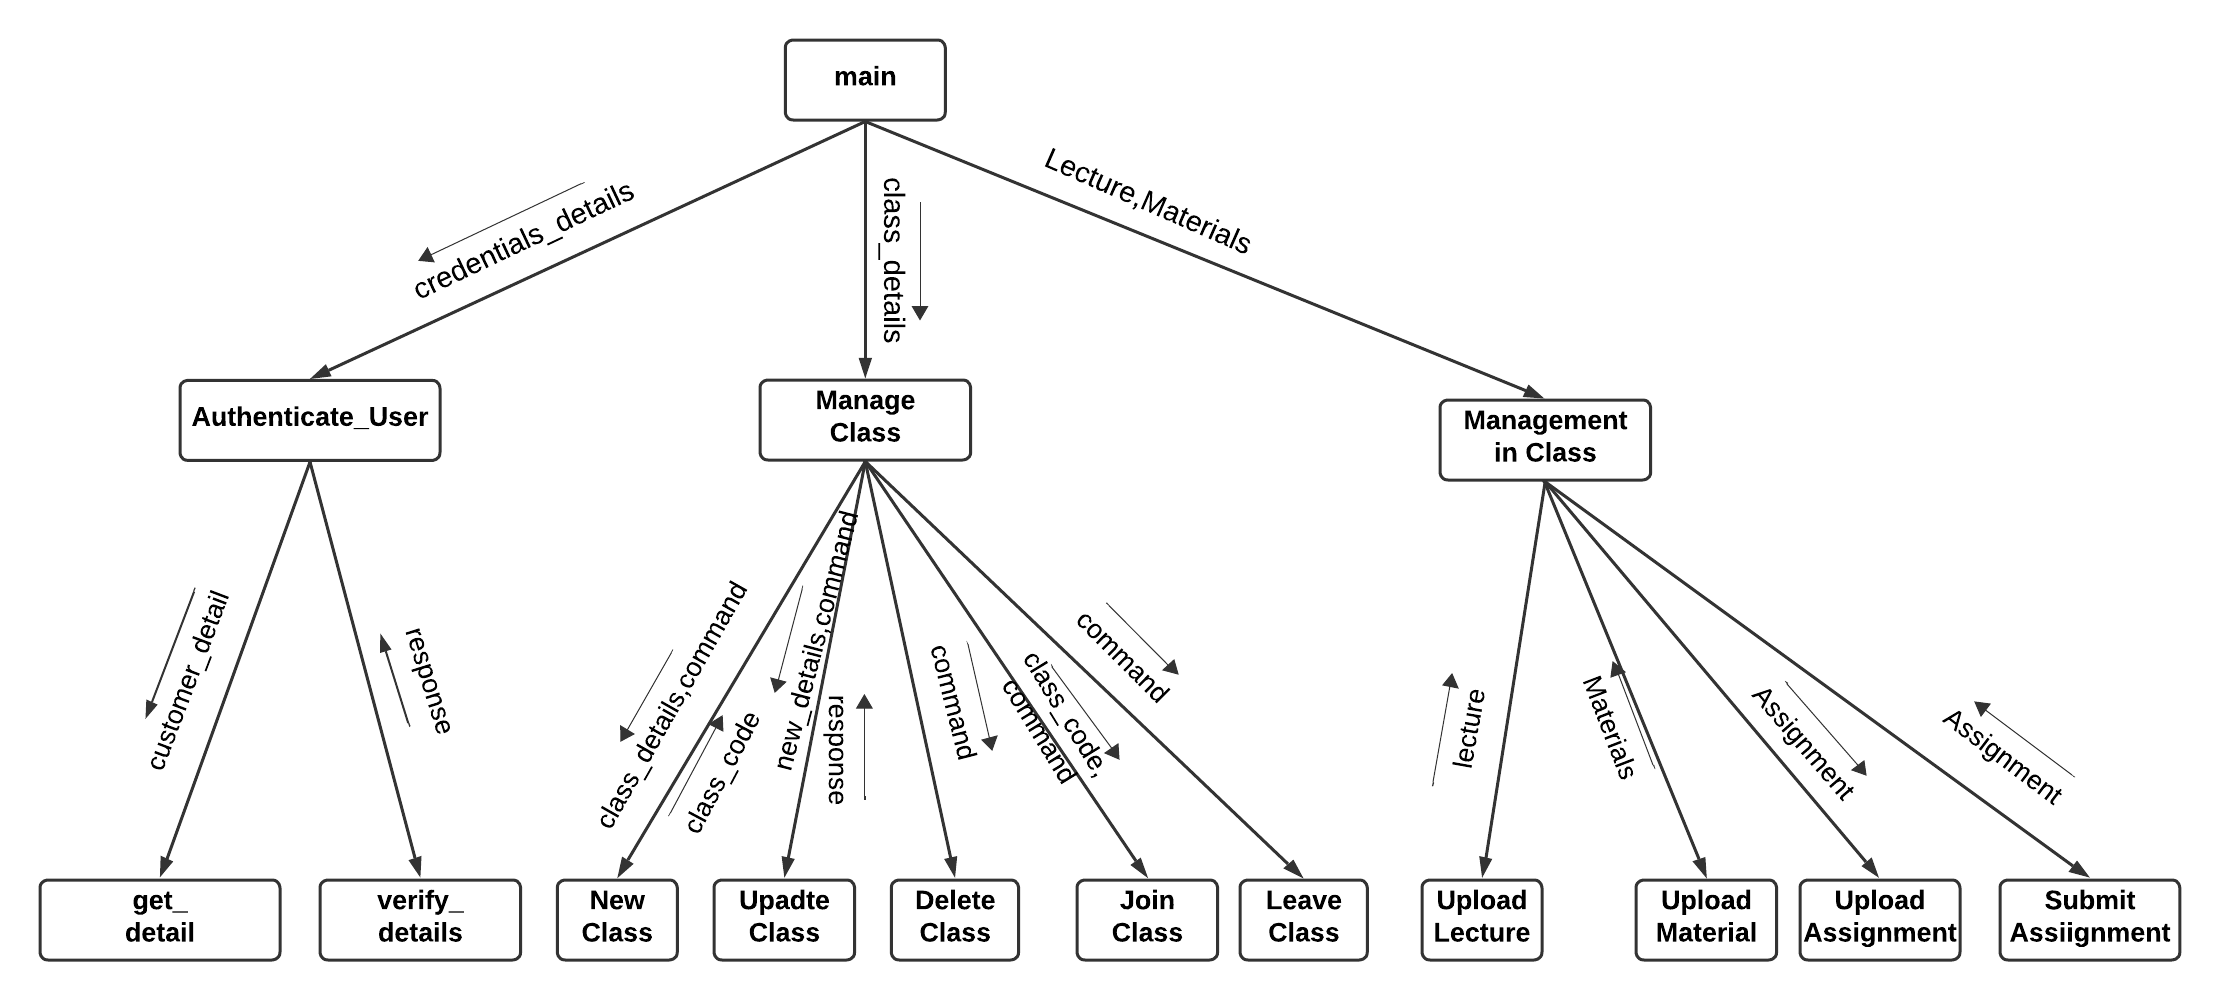 main
credentials_details
class_details
Lecture,Materials
Authenticate_User
Manage
Class
Management
in Class
customer_detail
response
class_details,command
class_code
new_details,command
response
command
class_code,
command
command
lecture
Materials
Assignment
Assignment
get_
detail
verify_
details
New
Class
Upadte
Class
Delete
Class
Join
Class
Leave
Class
Upload
Lecture
Upload
Material
Upload
Assignment
Submit
Assiignment